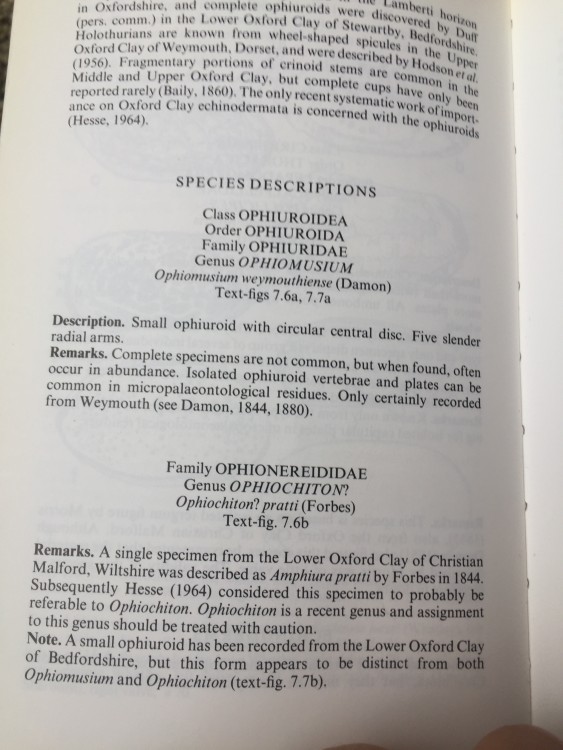 in Oxfordshire, and complete ophiuroids were discovered by Duff
(pers. comm.) in the Lower Oxford Clay of Stewartby, Bedfordshire.
Holothurians are known from wheel-shaped spicules in the Upper
Oxford Clay of Weymouth, Dorset, and were described by Hodson et al.
(1956). Fragmentary portions of crinoid stems are common in the
Middle and Upper Oxford Clay, but complete cups have only been
reported rarely (Baily, 1860). The only recent systematic work of import-
ance on Oxford Clay echinodermata is concerned with the ophiuroids
(Hesse, 1964).
SPECIES DESCRIPTIONS
Class OPHIUROIDEA
Order OPHIUROIDA
Family OPHIURIDAE
Genus OPHIOMUSIUM
Ophiomusium weymouthiense (Damon)
Text-figs 7.6a, 7.7a
Description. Small ophiuroid with circular central disc. Five slender
radial arms.
Remarks. Complete specimens are not common, but when found, often
occur in abundance. Isolated ophiuroid vertebrae and plates can be
common in micropalaeontological residues. Only certainly recorded
from Weymouth (see Damon, 1844, 1880).
Family OPHIONEREIDIDAE
Genus OPHIOCHITON?
Ophiochiton? pratti (Forbes)
Text-fig. 7.6b
Remarks. A single specimen from the Lower Oxford Clay of Christian
Malford, Wiltshire was described as Amphiura pratti by Forbes in 1844.
Subsequently Hesse (1964) considered this specimen to probably be
referable to Ophiochiton. Ophiochiton is a recent genus and assignment
to this genus should be treated with caution.
Note. A small ophiuroid has been recorded from the Lower Oxford Clay
of Bedfordshire, but this form appears to be distinct from both
Ophiomusium and Ophiochiton (text-fig. 7.7b).